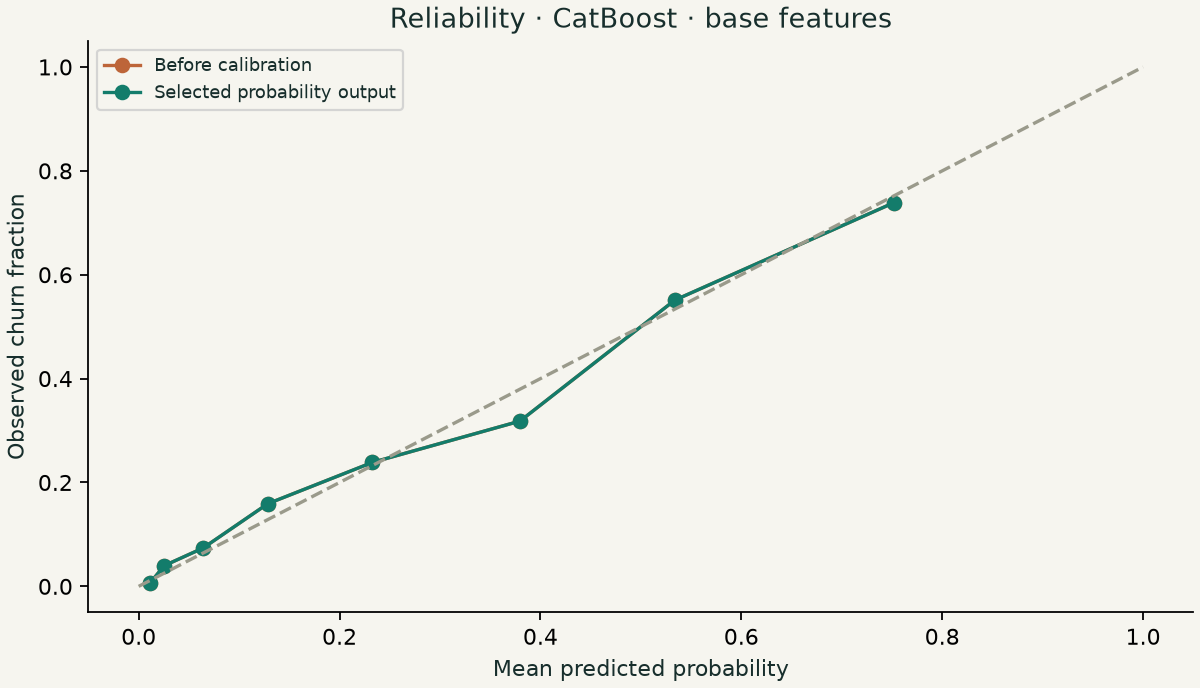 Reliability · CatBoost · base features
Before calibration
Selected probability output
Observed churn fraction
1.0
0.8
0.6
0.4
0.2
0.0
0.0 0.2 0.4 0.6 0.8 1.0
Mean predicted probability